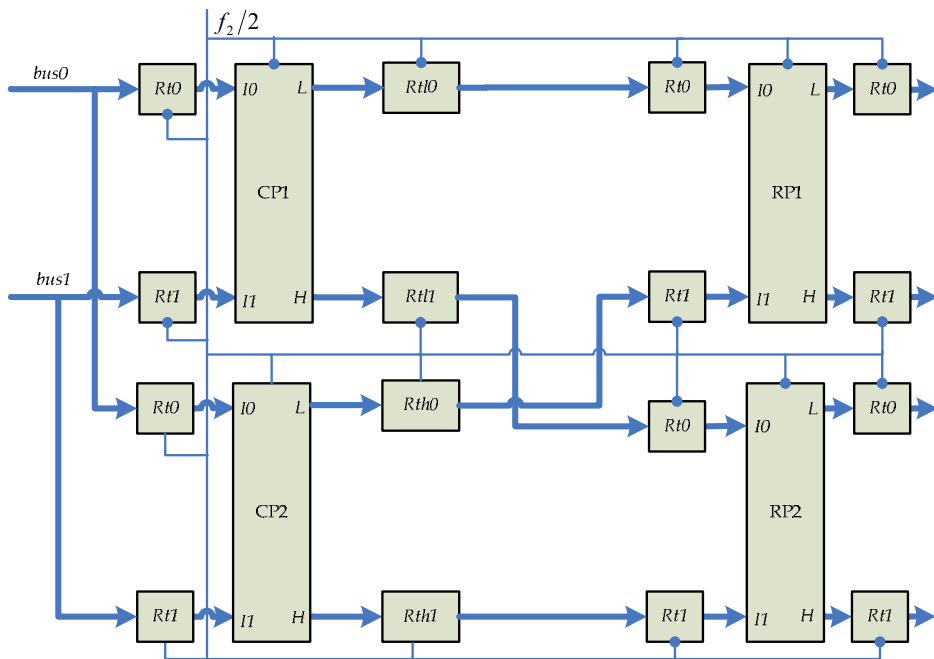 f₂/2
bus0
Rt0
I0
L
Rtl0
Rt0
I0
L
Rt0
CP1
RP1
bus1
Rt1
I1
H
Rtl1
Rt1
I1
H
Rt1
Rt0
I0
L
Rth0
Rt0
I0
L
Rt0
CP2
RP2
Rt1
I1
H
Rth1
Rt1
I1
H
Rt1